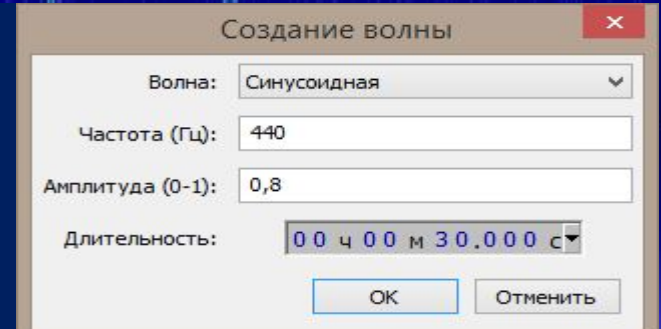 Создание волны
Волна: Синусоидная
Частота (Гц): 440
Амплитуда (0-1): 0,8
Длительность: 00 ч 00 м 30.000 с
OK Отменить